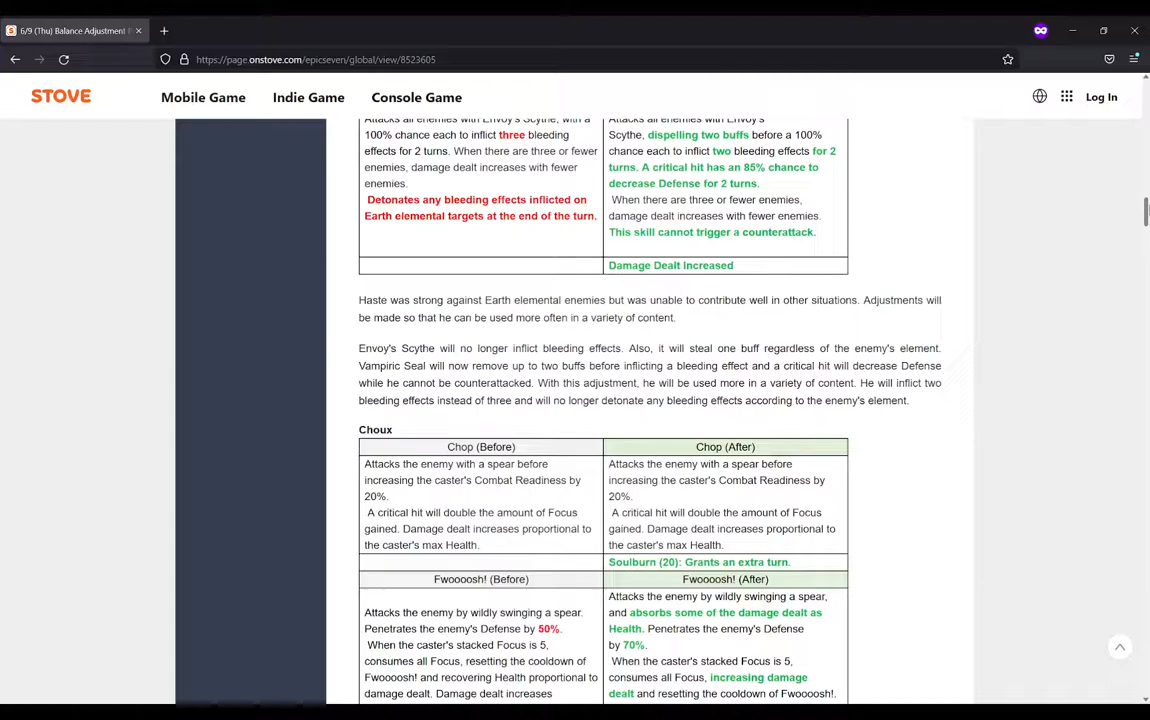 6/9 (Thu) Balance Adjustment
https://page.onstove.com/epicseven/global/view/8523605
STOVE
Mobile Game
Indie Game
Console Game
Log In
Attacks all enemies with Envoy's Scythe, with a
100% chance each to inflict three bleeding
effects for 2 turns. When there are three or fewer
enemies, damage dealt increases with fewer
enemies.
Detonates any bleeding effects inflicted on
Earth elemental targets at the end of the turn.
Attacks all enemies with Envoy's
Scythe, dispelling two buffs before a 100%
chance each to inflict two bleeding effects for 2
turns. A critical hit has an 85% chance to
decrease Defense for 2 turns.
When there are three or fewer enemies,
damage dealt increases with fewer enemies.
This skill cannot trigger a counterattack.
Damage Dealt Increased
Haste was strong against Earth elemental enemies but was unable to contribute well in other situations. Adjustments will
be made so that he can be used more often in a variety of content.
Envoy's Scythe will no longer inflict bleeding effects. Also, it will steal one buff regardless of the enemy's element.
Vampiric Seal will now remove up to two buffs before inflicting a bleeding effect and a critical hit will decrease Defense
while he cannot be counterattacked. With this adjustment, he will be used more in a variety of content. He will inflict two
bleeding effects instead of three and will no longer detonate any bleeding effects according to the enemy's element.
Choux
Chop (Before)
Chop (After)
Attacks the enemy with a spear before
increasing the caster's Combat Readiness by
20%.
A critical hit will double the amount of Focus
gained. Damage dealt increases proportional to
the caster's max Health.
Attacks the enemy with a spear before
increasing the caster's Combat Readiness by
20%.
A critical hit will double the amount of Focus
gained. Damage dealt increases proportional to
the caster's max Health.
Soulburn (20): Grants an extra turn.
Fwoooosh! (Before)
Fwoooosh! (After)
Attacks the enemy by wildly swinging a spear.
Penetrates the enemy's Defense by 50%.
When the caster's stacked Focus is 5,
consumes all Focus, resetting the cooldown of
Fwoooosh! and recovering Health proportional to
damage dealt. Damage dealt increases
Attacks the enemy by wildly swinging a spear,
and absorbs some of the damage dealt as
Health. Penetrates the enemy's Defense
by 70%.
When the caster's stacked Focus is 5,
consumes all Focus, increasing damage
dealt and resetting the cooldown of Fwoooosh!.